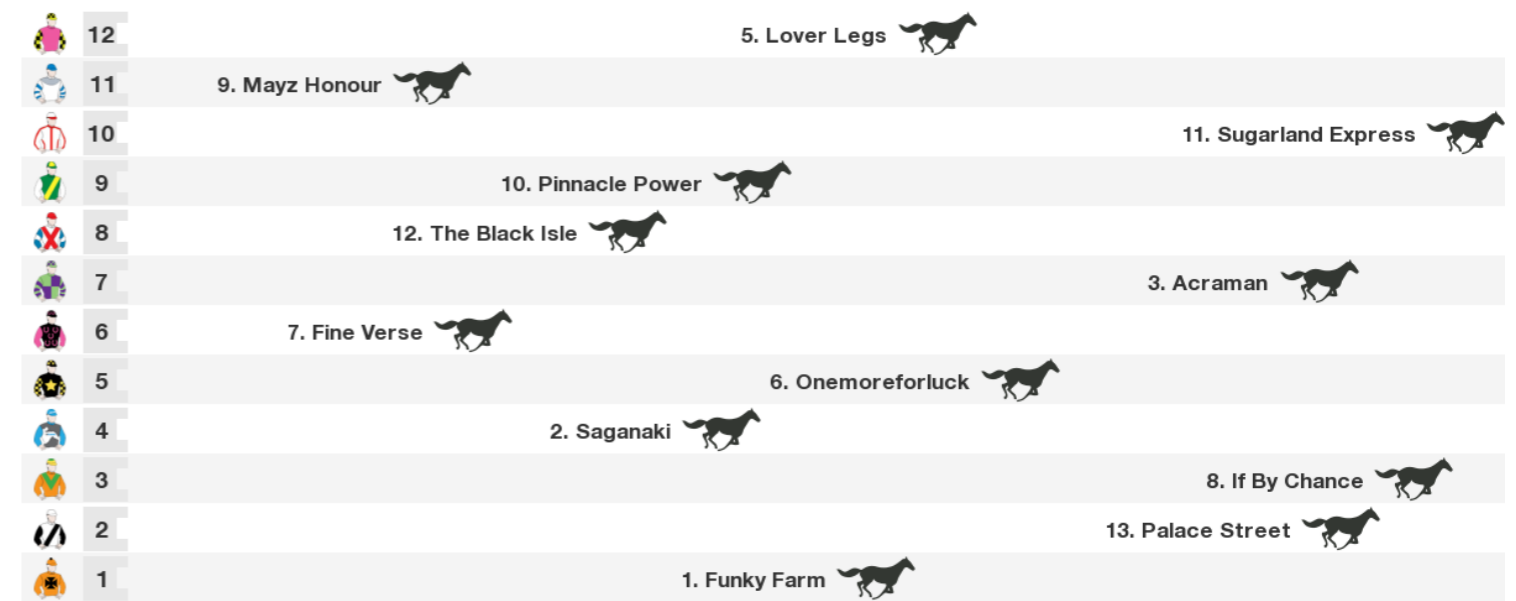 12 5. Lover Legs
11 9. Mayz Honour
10 11. Sugarland Express
9 10. Pinnacle Power
8 12. The Black Isle
7 3. Acraman
6 7. Fine Verse
5 6. Onemoreforluck
4 2. Saganaki
3 8. If By Chance
2 13. Palace Street
1 1. Funky Farm